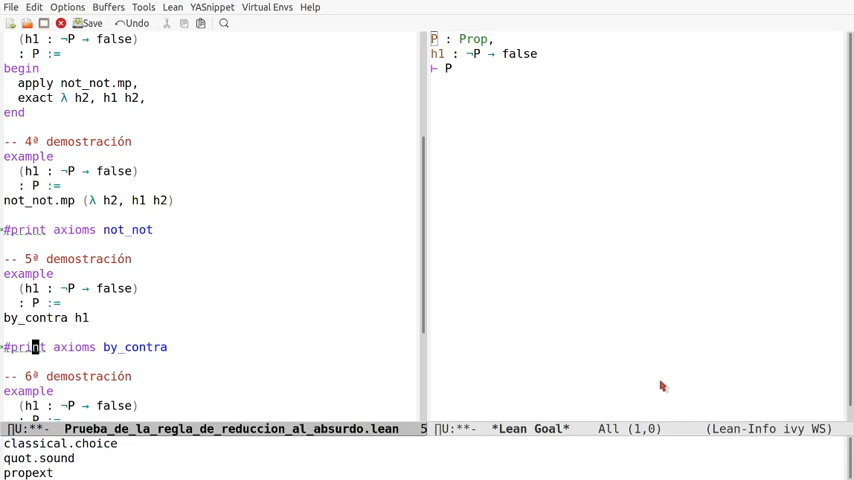 File Edit Options Buffers Tools Lean YASnippet Virtual Envs Help
Save Undo
(h1 : ¬P → false)
: P :=
begin
apply not_not.mp,
exact λ h2, h1 h2,
end
-- 4ª demostración
example
(h1 : ¬P → false)
: P :=
not_not.mp (λ h2, h1 h2)
#print axioms not_not
-- 5ª demostración
example
(h1 : ¬P → false)
: P :=
by_contra h1
#print axioms by_contra
-- 6ª demostración
example
(h1 : ¬P → false)
: P :=
P : Prop,
h1 : ¬P → false
⊢ P
∏U:**- Prueba_de_la_regla_de_reduccion_al_absurdo.lean 5
∏U:**- *Lean Goal* All (1,0) (Lean-Info ivy WS)
classical.choice
quot.sound
propext